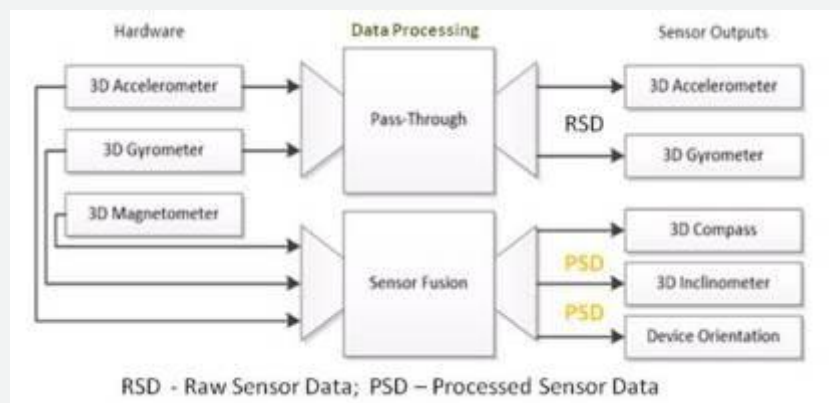 Hardware
Data Processing
Sensor Outputs
3D Accelerometer
3D Gyrometer
3D Magnetometer
Pass-Through
Sensor Fusion
RSD
PSD
PSD
3D Accelerometer
3D Gyrometer
3D Compass
3D Inclinometer
Device Orientation
RSD - Raw Sensor Data; PSD – Processed Sensor Data